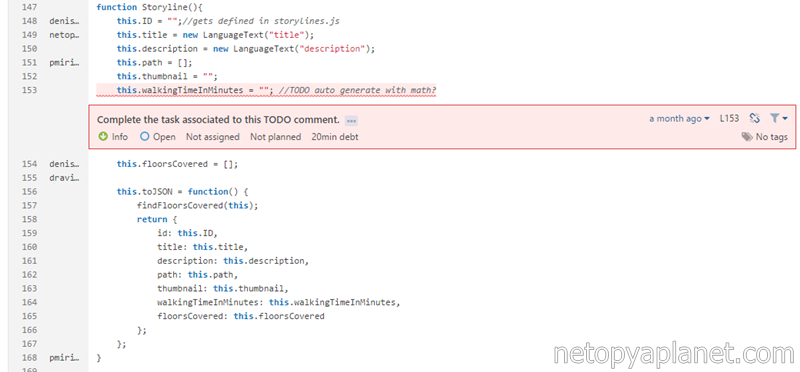 147 function Storyline(){
148 denis… this.ID = "";//gets defined in storyLines.js
149 netop… this.title = new LanguageText("title");
150 this.description = new LanguageText("description");
151 pmiri… this.path = [];
152 this.thumbnail = "";
153 this.walkingTimeInMinutes = ""; //TODO auto generate with math?
Complete the task associated to this TODO comment. ... a month ago L153
Info Open Not assigned Not planned 20min debt No tags
154 denis… this.floorsCovered = [];
155 dravi…
156 this.toJSON = function() {
157 findFloorsCovered(this);
158 return {
159 id: this.ID,
160 title: this.title,
161 description: this.description,
162 path: this.path,
163 thumbnail: this.thumbnail,
164 walkingTimeInMinutes: this.walkingTimeInMinutes,
165 floorsCovered: this.floorsCovered
166 };
167 };
168 pmiri… }
169
netopyaplanet.com